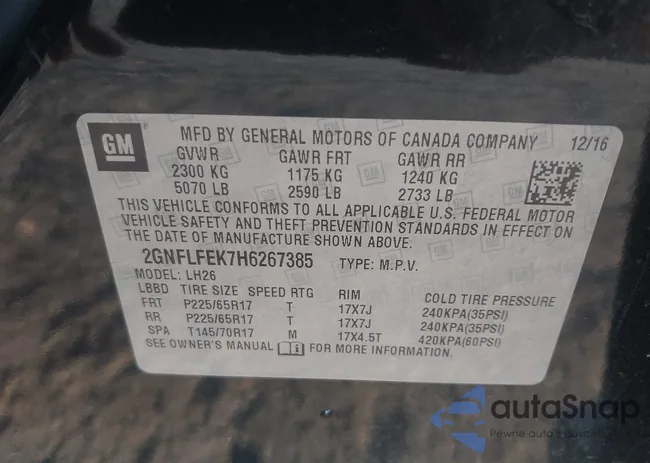 GM
MFD BY GENERAL MOTORS OF CANADA COMPANY 12/16
GVWR GAWR FRT GAWR RR
2300 KG 1175 KG 1240 KG
5070 LB 2590 LB 2733 LB
THIS VEHICLE CONFORMS TO ALL APPLICABLE U.S. FEDERAL MOTOR
VEHICLE SAFETY AND THEFT PREVENTION STANDARDS IN EFFECT ON
THE DATE OF MANUFACTURE SHOWN ABOVE.
2GNFLFEK7H6267385 TYPE: M.P.V.
MODEL: LH26
LBBD TIRE SIZE SPEED RTG RIM COLD TIRE PRESSURE
FRT P225/65R17 T 17X7J 240KPA(35PSI)
RR P225/65R17 T 17X7J 240KPA(35PSI)
SPA T145/70R17 M 17X4.5T 420KPA(60PSI)
SEE OWNER'S MANUAL FOR MORE INFORMATION.
autoSnap
Pewne auto z aukcji